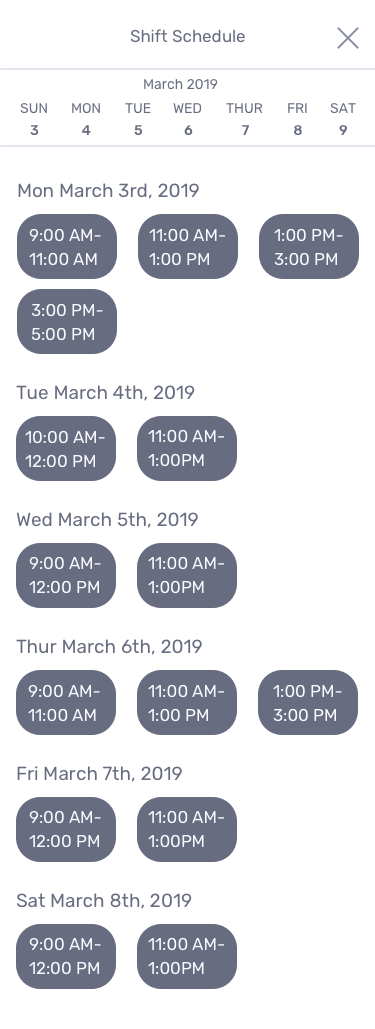 Shift Schedule
March 2019
SUN MON TUE WED THUR FRI SAT
3 4 5 6 7 8 9
Mon March 3rd, 2019
9:00 AM-
11:00 AM
11:00 AM-
1:00 PM
1:00 PM-
3:00 PM
3:00 PM-
5:00 PM
Tue March 4th, 2019
10:00 AM-
12:00 PM
11:00 AM-
1:00PM
Wed March 5th, 2019
9:00 AM-
12:00 PM
11:00 AM-
1:00PM
Thur March 6th, 2019
9:00 AM-
11:00 AM
11:00 AM-
1:00 PM
1:00 PM-
3:00 PM
Fri March 7th, 2019
9:00 AM-
12:00 PM
11:00 AM-
1:00PM
Sat March 8th, 2019
9:00 AM-
12:00 PM
11:00 AM-
1:00PM